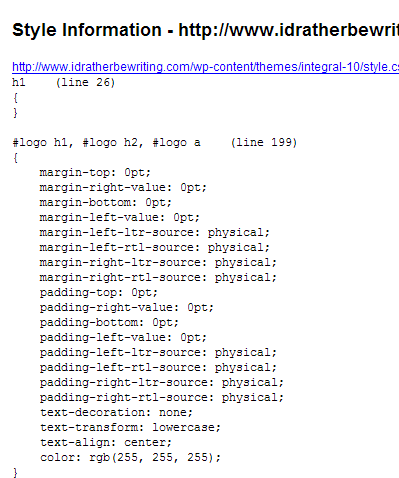 Style Information - http://www.idratherbewrit
http://www.idratherbewriting.com/wp-content/themes/integral-10/style.cs
h1    (line 26)
{
}
#logo h1, #logo h2, #logo a    (line 199)
{
    margin-top: 0pt;
    margin-right-value: 0pt;
    margin-bottom: 0pt;
    margin-left-value: 0pt;
    margin-left-ltr-source: physical;
    margin-left-rtl-source: physical;
    margin-right-ltr-source: physical;
    margin-right-rtl-source: physical;
    padding-top: 0pt;
    padding-right-value: 0pt;
    padding-bottom: 0pt;
    padding-left-value: 0pt;
    padding-left-ltr-source: physical;
    padding-left-rtl-source: physical;
    padding-right-ltr-source: physical;
    padding-right-rtl-source: physical;
    text-decoration: none;
    text-transform: lowercase;
    text-align: center;
    color: rgb(255, 255, 255);
}